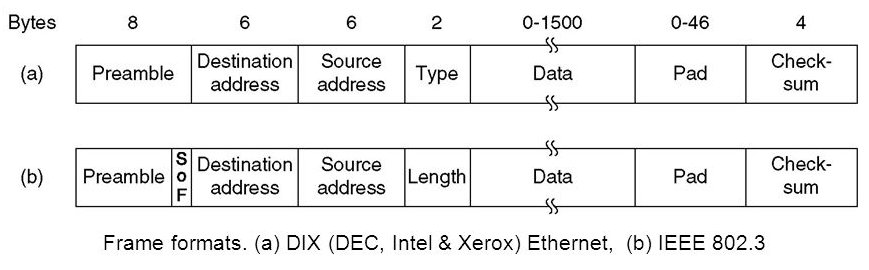 Bytes 8 6 6 2 0-1500 0-46 4
(a) Preamble Destination address Source address Type Data Pad Check-sum
(b) Preamble SoF Destination address Source address Length Data Pad Check-sum
Frame formats. (a) DIX (DEC, Intel & Xerox) Ethernet, (b) IEEE 802.3